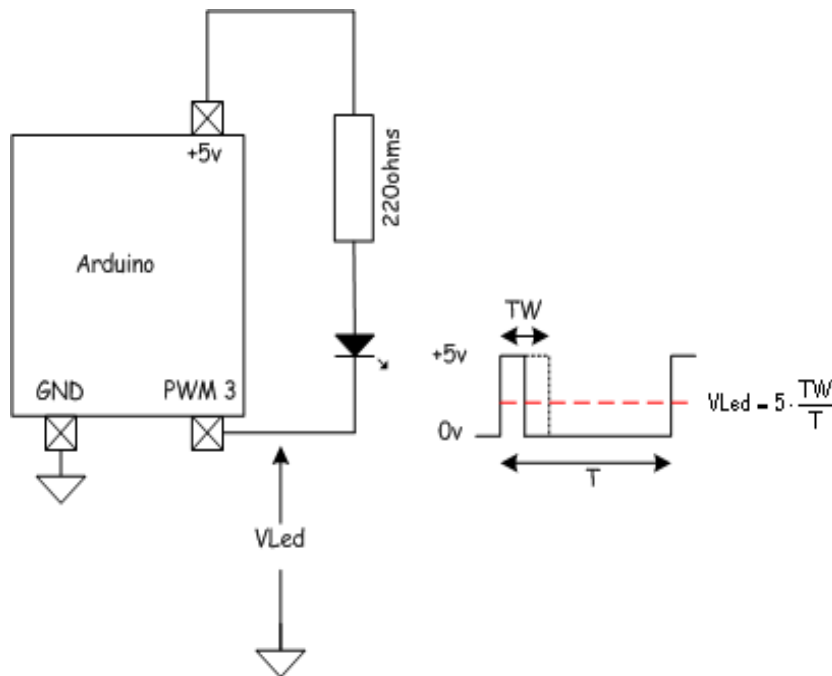 +5v
220ohms
Arduino
GND
PWM 3
VLed
TW
+5v
0v
T
VLed = 5 · TW/T